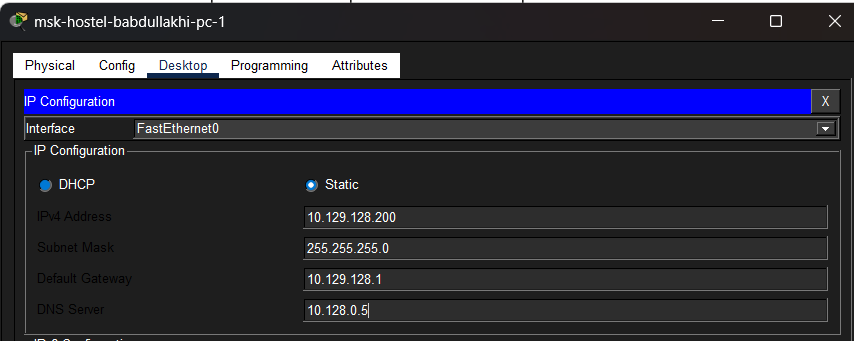 msk-hostel-babdullakhi-pc-1
Physical Config Desktop Programming Attributes
IP Configuration X
Interface FastEthernet0
IP Configuration
DHCP Static
IPv4 Address 10.129.128.200
Subnet Mask 255.255.255.0
Default Gateway 10.129.128.1
DNS Server 10.128.0.5